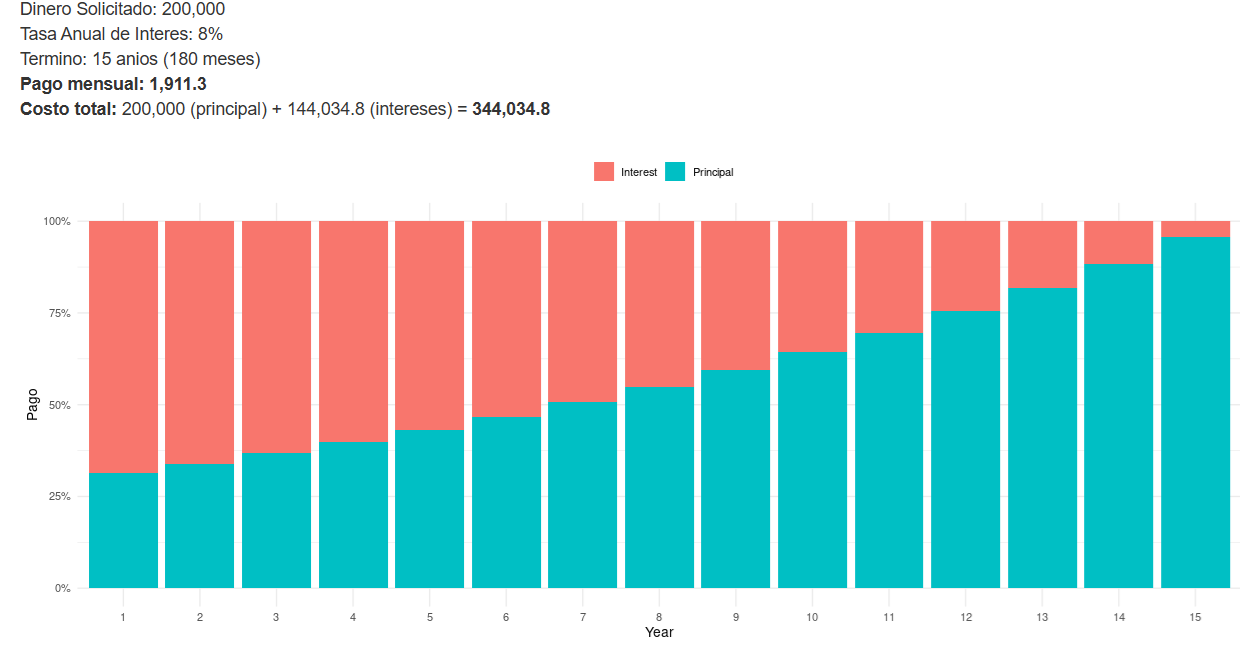 Dinero Solicitado: 200,000
Tasa Anual de Interes: 8%
Termino: 15 anios (180 meses)
Pago mensual: 1,911.3
Costo total: 200,000 (principal) + 144,034.8 (intereses) = 344,034.8
Interest Principal
100%
75%
50%
25%
0%
Pago
1 2 3 4 5 6 7 8 9 10 11 12 13 14 15
Year